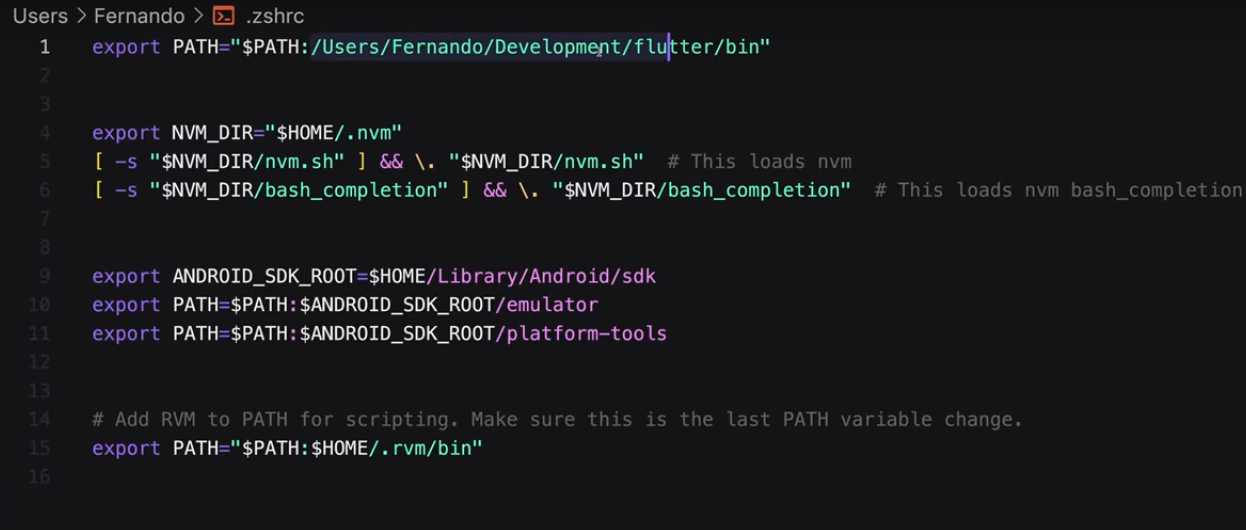 Users > Fernando > .zshrc
1 export PATH="$PATH:/Users/Fernando/Development/flutter/bin"
2
3
4 export NVM_DIR="$HOME/.nvm"
5 [ -s "$NVM_DIR/nvm.sh" ] && \. "$NVM_DIR/nvm.sh"  # This loads nvm
6 [ -s "$NVM_DIR/bash_completion" ] && \. "$NVM_DIR/bash_completion"  # This loads nvm bash_completion
7
8
9 export ANDROID_SDK_ROOT=$HOME/Library/Android/sdk
10 export PATH=$PATH:$ANDROID_SDK_ROOT/emulator
11 export PATH=$PATH:$ANDROID_SDK_ROOT/platform-tools
12
13
14 # Add RVM to PATH for scripting. Make sure this is the last PATH variable change.
15 export PATH="$PATH:$HOME/.rvm/bin"
16